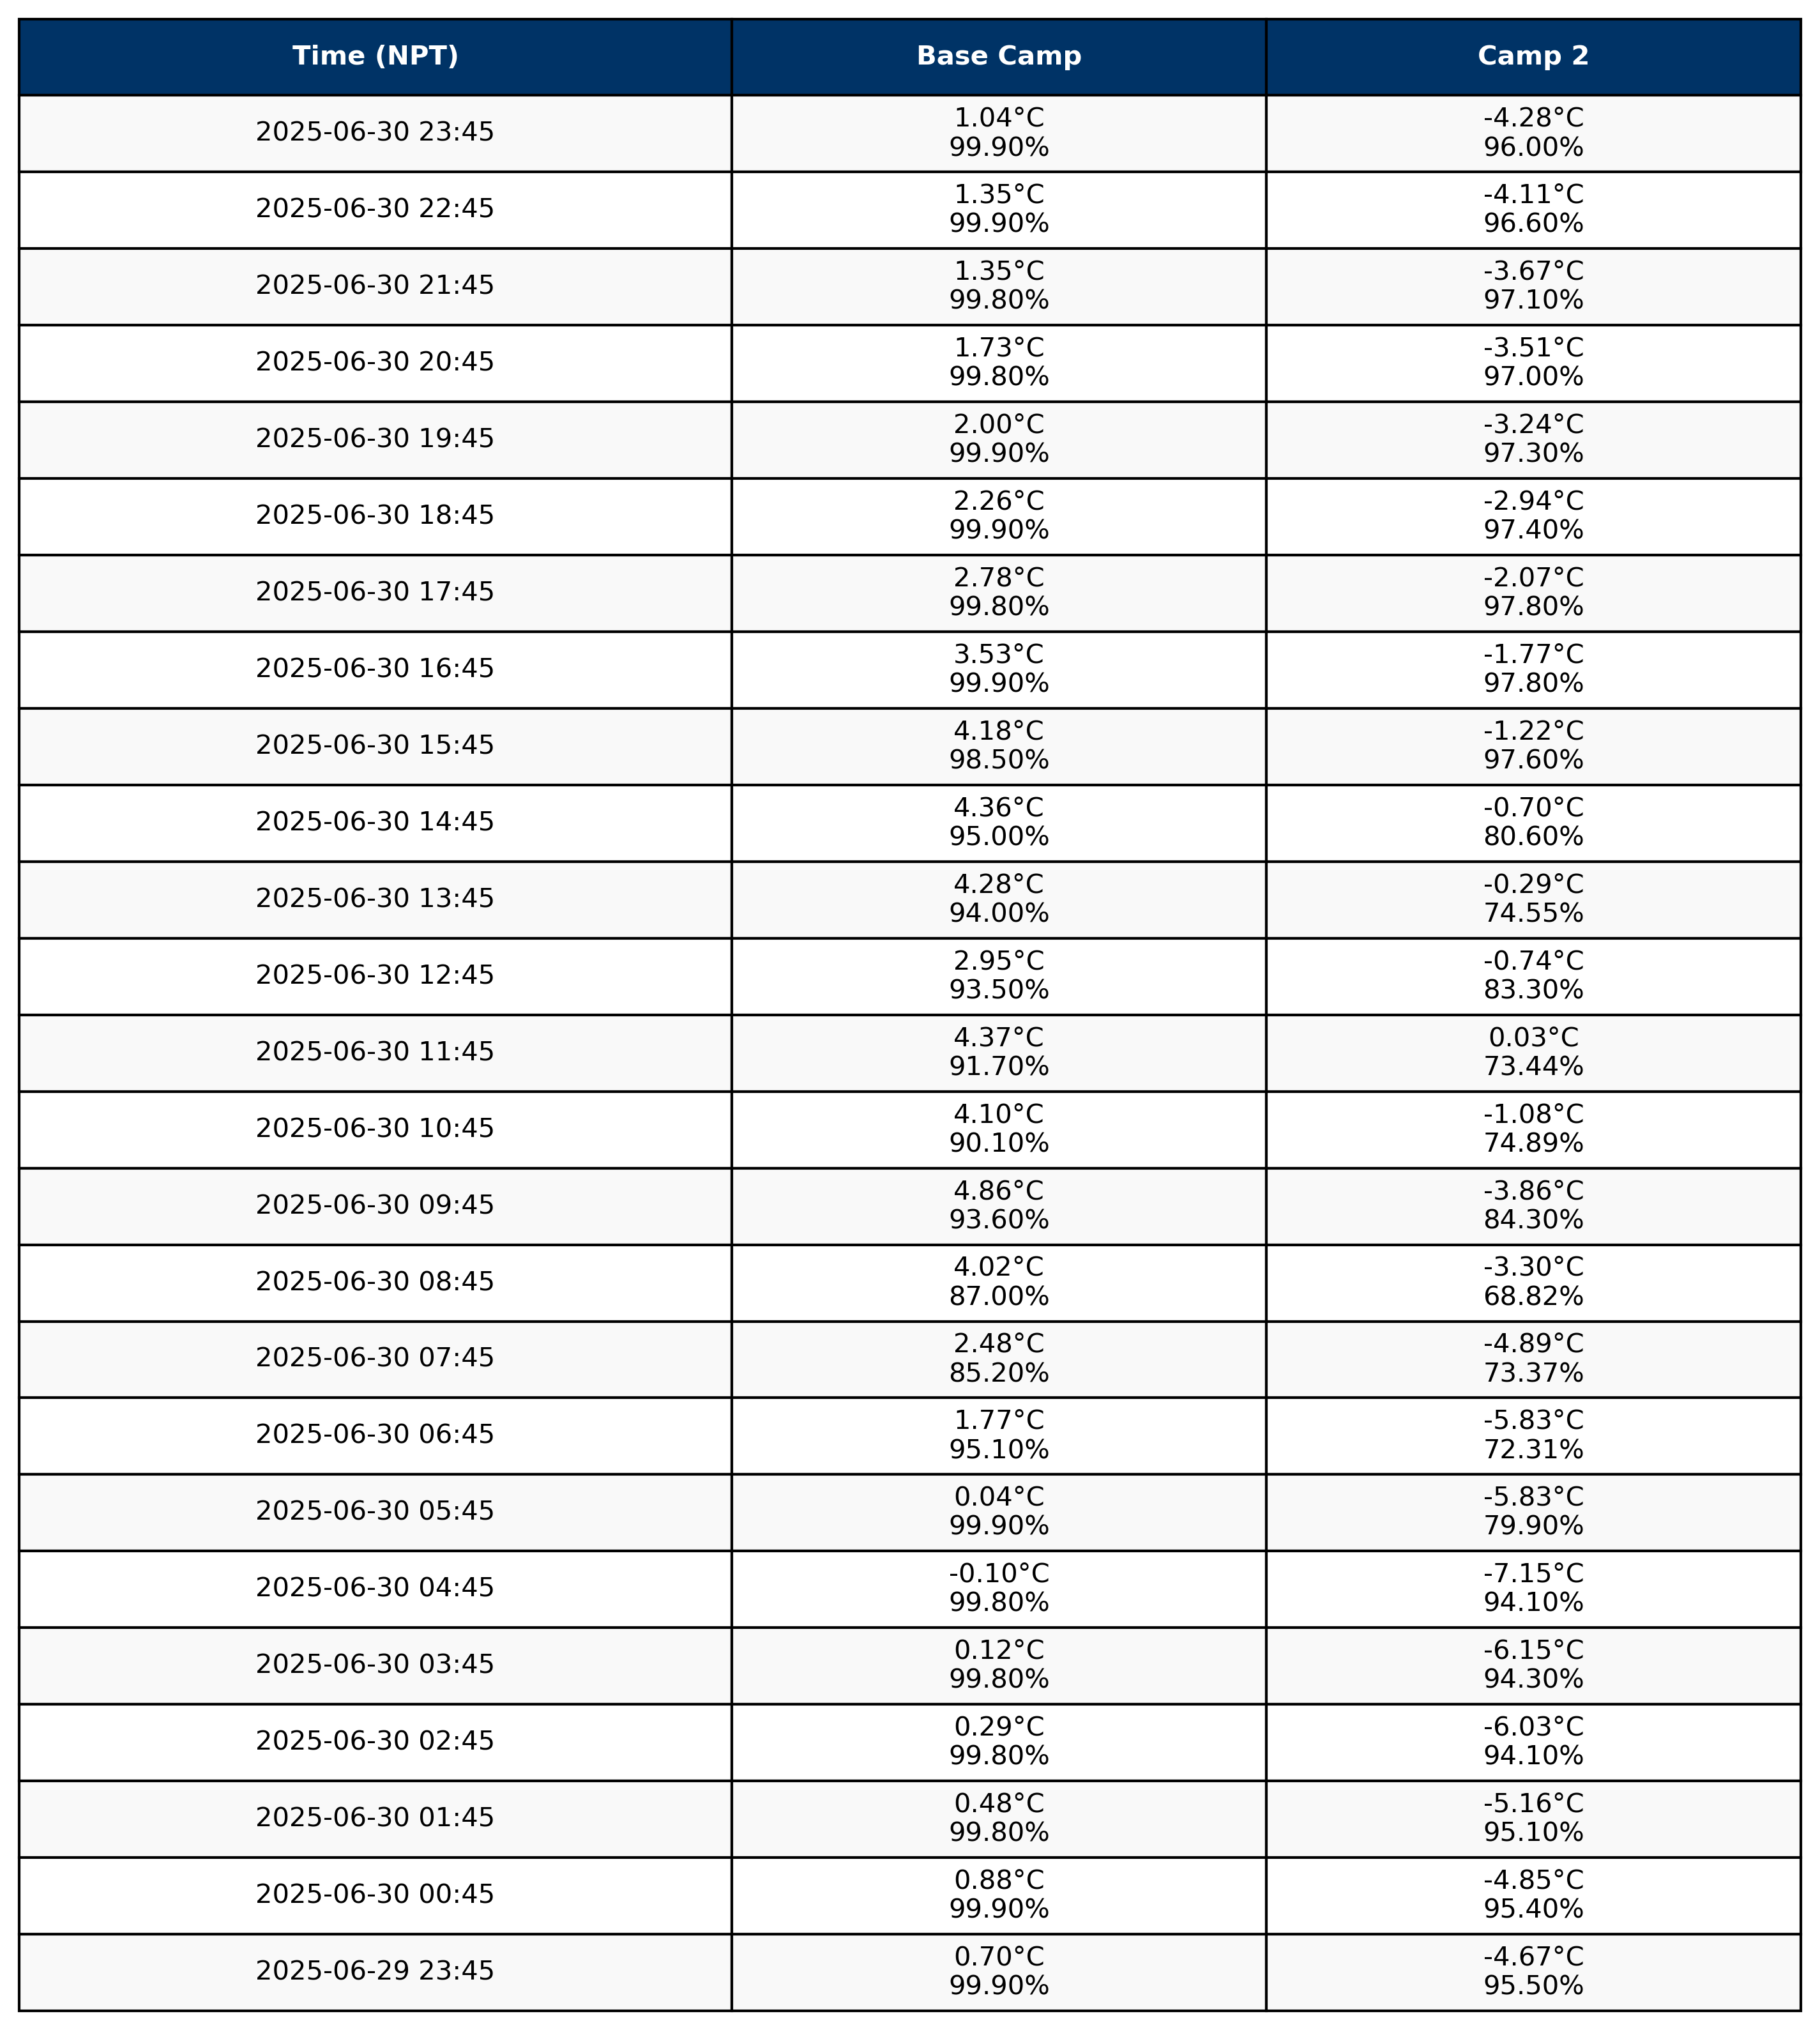 Time (NPT) Base Camp Camp 2
2025-06-30 23:45 1.04°C -4.28°C
99.90% 96.00%
2025-06-30 22:45 1.35°C -4.11°C
99.90% 96.60%
2025-06-30 21:45 1.35°C -3.67°C
99.80% 97.10%
2025-06-30 20:45 1.73°C -3.51°C
99.80% 97.00%
2025-06-30 19:45 2.00°C -3.24°C
99.90% 97.30%
2025-06-30 18:45 2.26°C -2.94°C
99.90% 97.40%
2025-06-30 17:45 2.78°C -2.07°C
99.80% 97.80%
2025-06-30 16:45 3.53°C -1.77°C
99.90% 97.80%
2025-06-30 15:45 4.18°C -1.22°C
98.50% 97.60%
2025-06-30 14:45 4.36°C -0.70°C
95.00% 80.60%
2025-06-30 13:45 4.28°C -0.29°C
94.00% 74.55%
2025-06-30 12:45 2.95°C -0.74°C
93.50% 83.30%
2025-06-30 11:45 4.37°C 0.03°C
91.70% 73.44%
2025-06-30 10:45 4.10°C -1.08°C
90.10% 74.89%
2025-06-30 09:45 4.86°C -3.86°C
93.60% 84.30%
2025-06-30 08:45 4.02°C -3.30°C
87.00% 68.82%
2025-06-30 07:45 2.48°C -4.89°C
85.20% 73.37%
2025-06-30 06:45 1.77°C -5.83°C
95.10% 72.31%
2025-06-30 05:45 0.04°C -5.83°C
99.90% 79.90%
2025-06-30 04:45 -0.10°C -7.15°C
99.80% 94.10%
2025-06-30 03:45 0.12°C -6.15°C
99.80% 94.30%
2025-06-30 02:45 0.29°C -6.03°C
99.80% 94.10%
2025-06-30 01:45 0.48°C -5.16°C
99.80% 95.10%
2025-06-30 00:45 0.88°C -4.85°C
99.90% 95.40%
2025-06-29 23:45 0.70°C -4.67°C
99.90% 95.50%